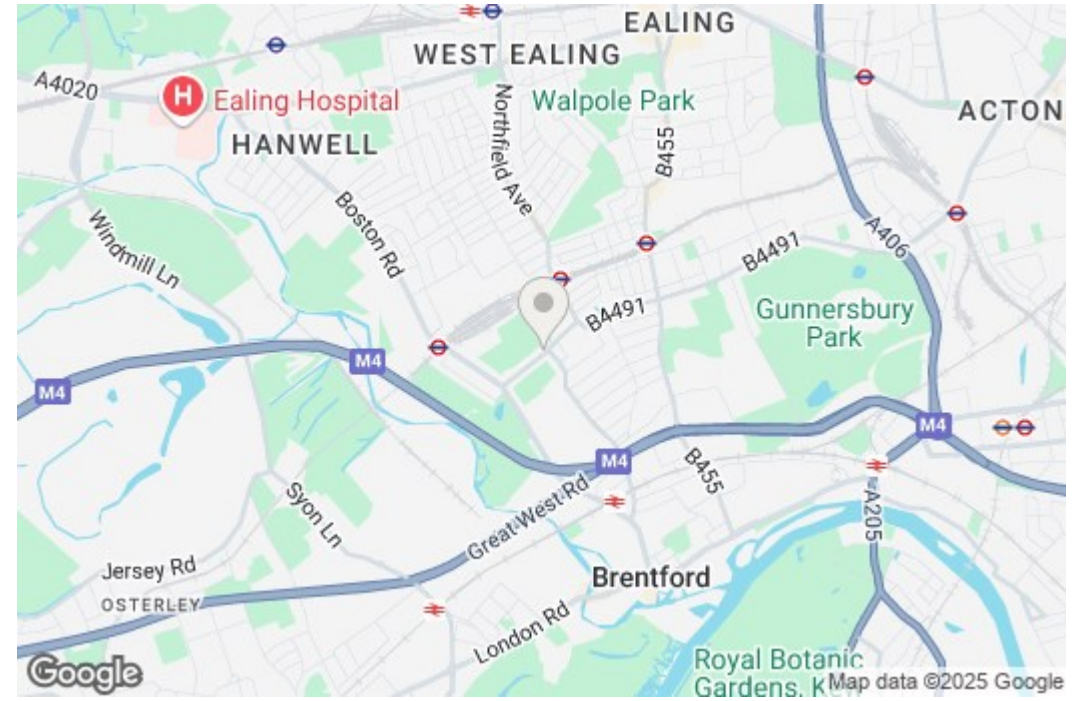 EALING
WEST EALING
A4020
H
Ealing Hospital
Northfield Ave
Walpole Park
ACTON
HANWELL
B455
Boston Rd
Windmill Ln
A406
B4491
B4491
Gunnersbury
Park
M4
M4
M4
M4
B455
Syon Ln
Great West Rd
A205
Jersey Rd
OSTERLEY
Brentford
London Rd
Royal Botanic
Gardens, K
Google
Map data ©2025 Google